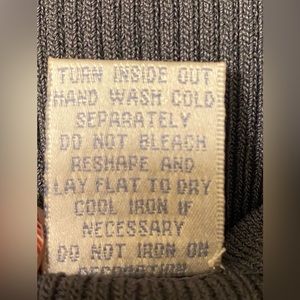 TURN INSIDE OUT
HAND WASH COLD
SEPARATELY
DO NOT BLEACH
RESHAPE AND
LAY FLAT TO DRY
COOL IRON IF
NECESSARY
DO NOT IRON ON
DECORATION